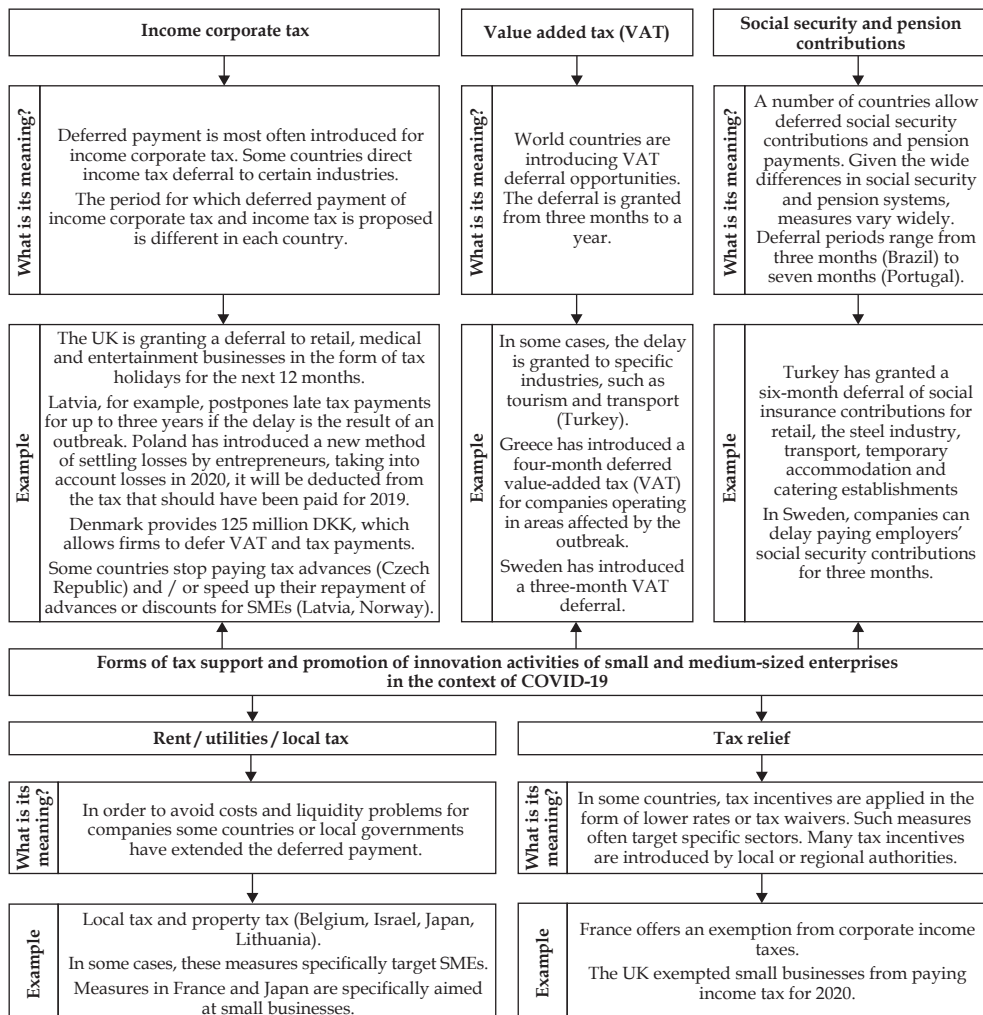 Income corporate tax
What is its meaning?
Deferred payment is most often introduced for
income corporate tax. Some countries direct
income tax deferral to certain industries.
The period for which deferred payment of
income corporate tax and income tax is proposed
is different in each country.
Example
The UK is granting a deferral to retail, medical
and entertainment businesses in the form of tax
holidays for the next 12 months.
Latvia, for example, postpones late tax payments
for up to three years if the delay is the result of an
outbreak. Poland has introduced a new method
of settling losses by entrepreneurs, taking into
account losses in 2020, it will be deducted from
the tax that should have been paid for 2019.
Denmark provides 125 million DKK, which
allows firms to defer VAT and tax payments.
Some countries stop paying tax advances (Czech
Republic) and / or speed up their repayment of
advances or discounts for SMEs (Latvia, Norway).
Value added tax (VAT)
What is its meaning?
World countries are
introducing VAT
deferral opportunities.
The deferral is granted
from three months to a
year.
Example
In some cases, the delay
is granted to specific
industries, such as
tourism and transport
(Turkey).
Greece has introduced a
four-month deferred
value-added tax (VAT)
for companies operating
in areas affected by the
outbreak.
Sweden has introduced
a three-month VAT
deferral.
Social security and pension
contributions
What is its meaning?
A number of countries allow
deferred social security
contributions and pension
payments. Given the wide
differences in social security
and pension systems,
measures vary widely.
Deferral periods range from
three months (Brazil) to
seven months (Portugal).
Example
Turkey has granted a
six-month deferral of social
insurance contributions for
retail, the steel industry,
transport, temporary
accommodation and
catering establishments
In Sweden, companies can
delay paying employers'
social security contributions
for three months.
Forms of tax support and promotion of innovation activities of small and medium-sized enterprises
in the context of COVID-19
Rent / utilities / local tax
What is its
meaning?
In order to avoid costs and liquidity problems for
companies some countries or local governments
have extended the deferred payment.
Example
Local tax and property tax (Belgium, Israel, Japan,
Lithuania).
In some cases, these measures specifically target SMEs.
Measures in France and Japan are specifically aimed
at small businesses.
Tax relief
What is its
meaning?
In some countries, tax incentives are applied in the
form of lower rates or tax waivers. Such measures
often target specific sectors. Many tax incentives
are introduced by local or regional authorities.
Example
France offers an exemption from corporate income
taxes.
The UK exempted small businesses from paying
income tax for 2020.